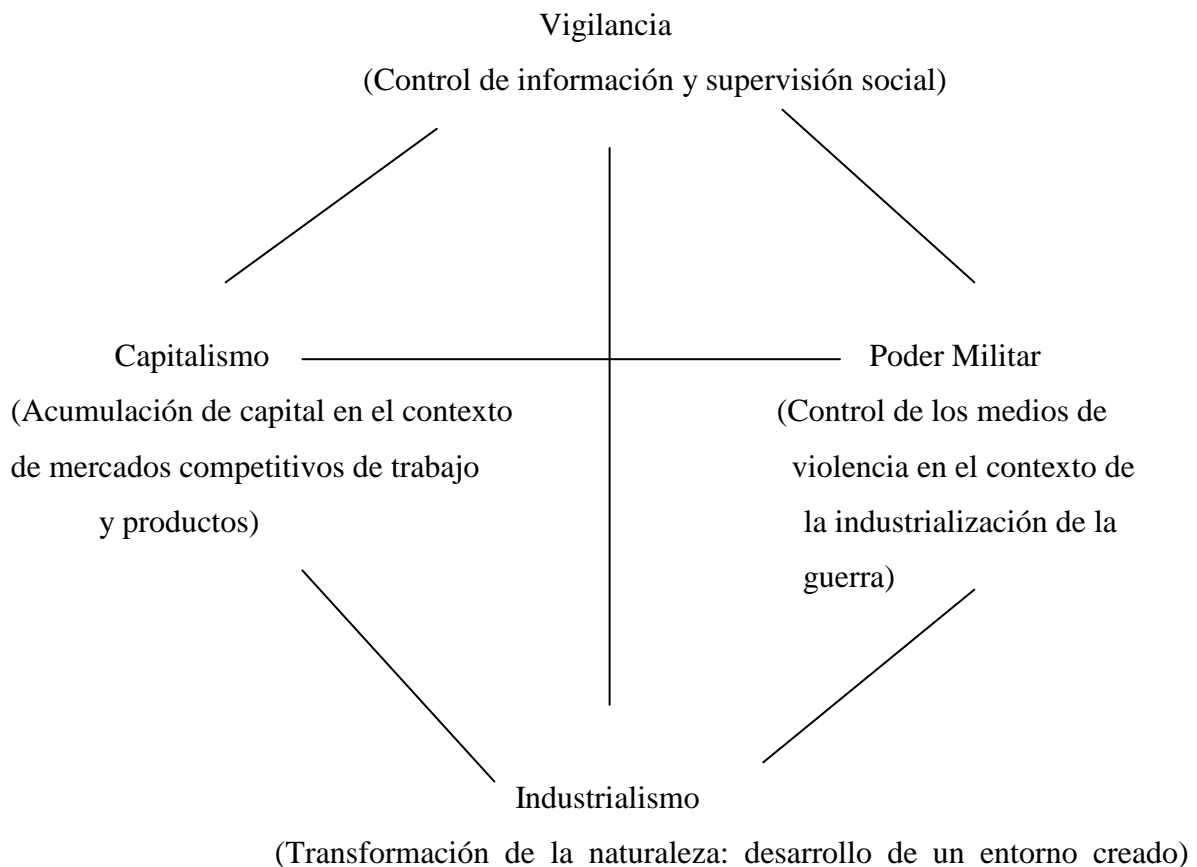 Vigilancia
(Control de información y supervisión social)
Capitalismo
(Acumulación de capital en el contexto
de mercados competitivos de trabajo
y productos)
Poder Militar
(Control de los medios de
violencia en el contexto de
la industrialización de la
guerra)
Industrialismo
(Transformación de la naturaleza: desarrollo de un entorno creado)